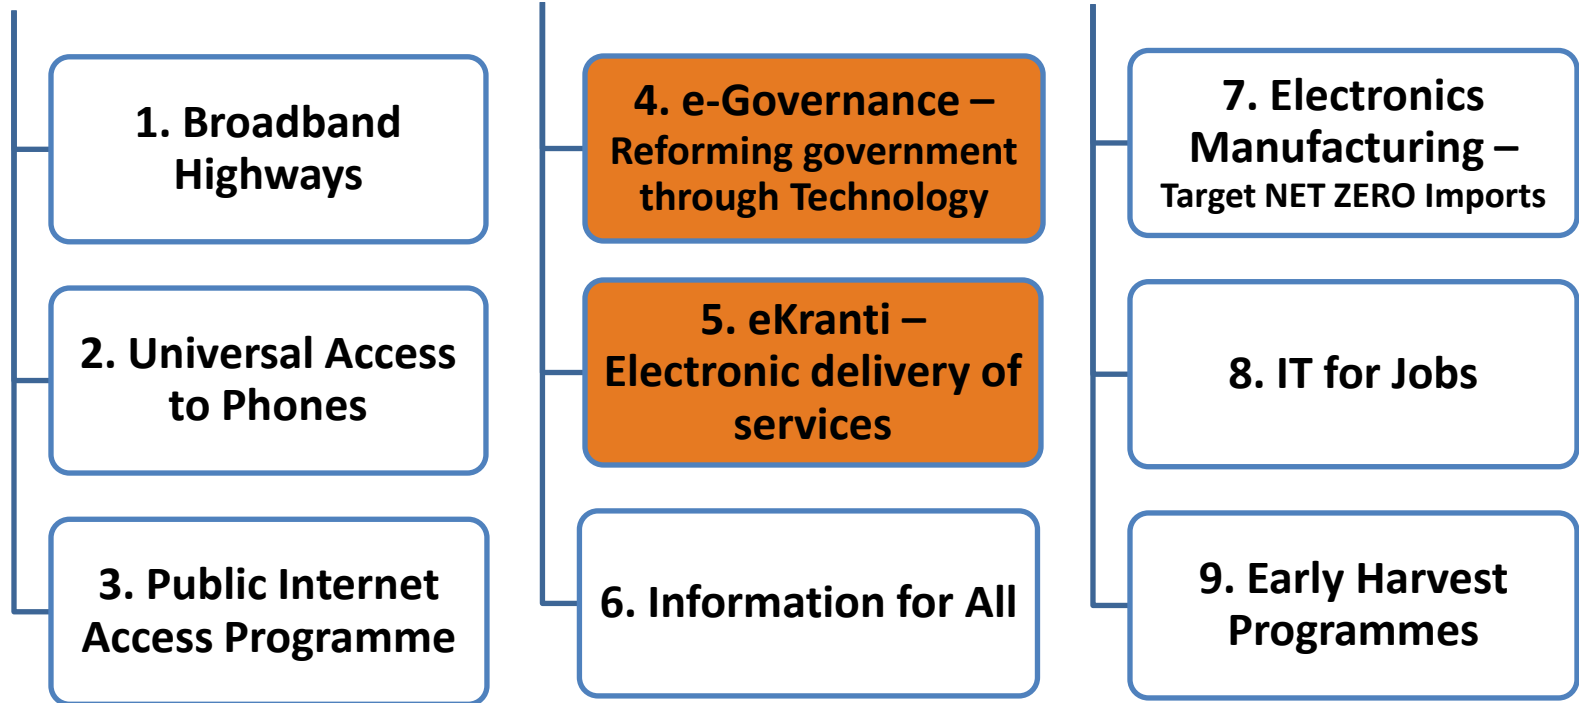 1. Broadband
Highways
2. Universal Access
to Phones
3. Public Internet
Access Programme
4. e-Governance –
Reforming government
through Technology
5. eKranti –
Electronic delivery of
services
6. Information for All
7. Electronics
Manufacturing –
Target NET ZERO Imports
8. IT for Jobs
9. Early Harvest
Programmes